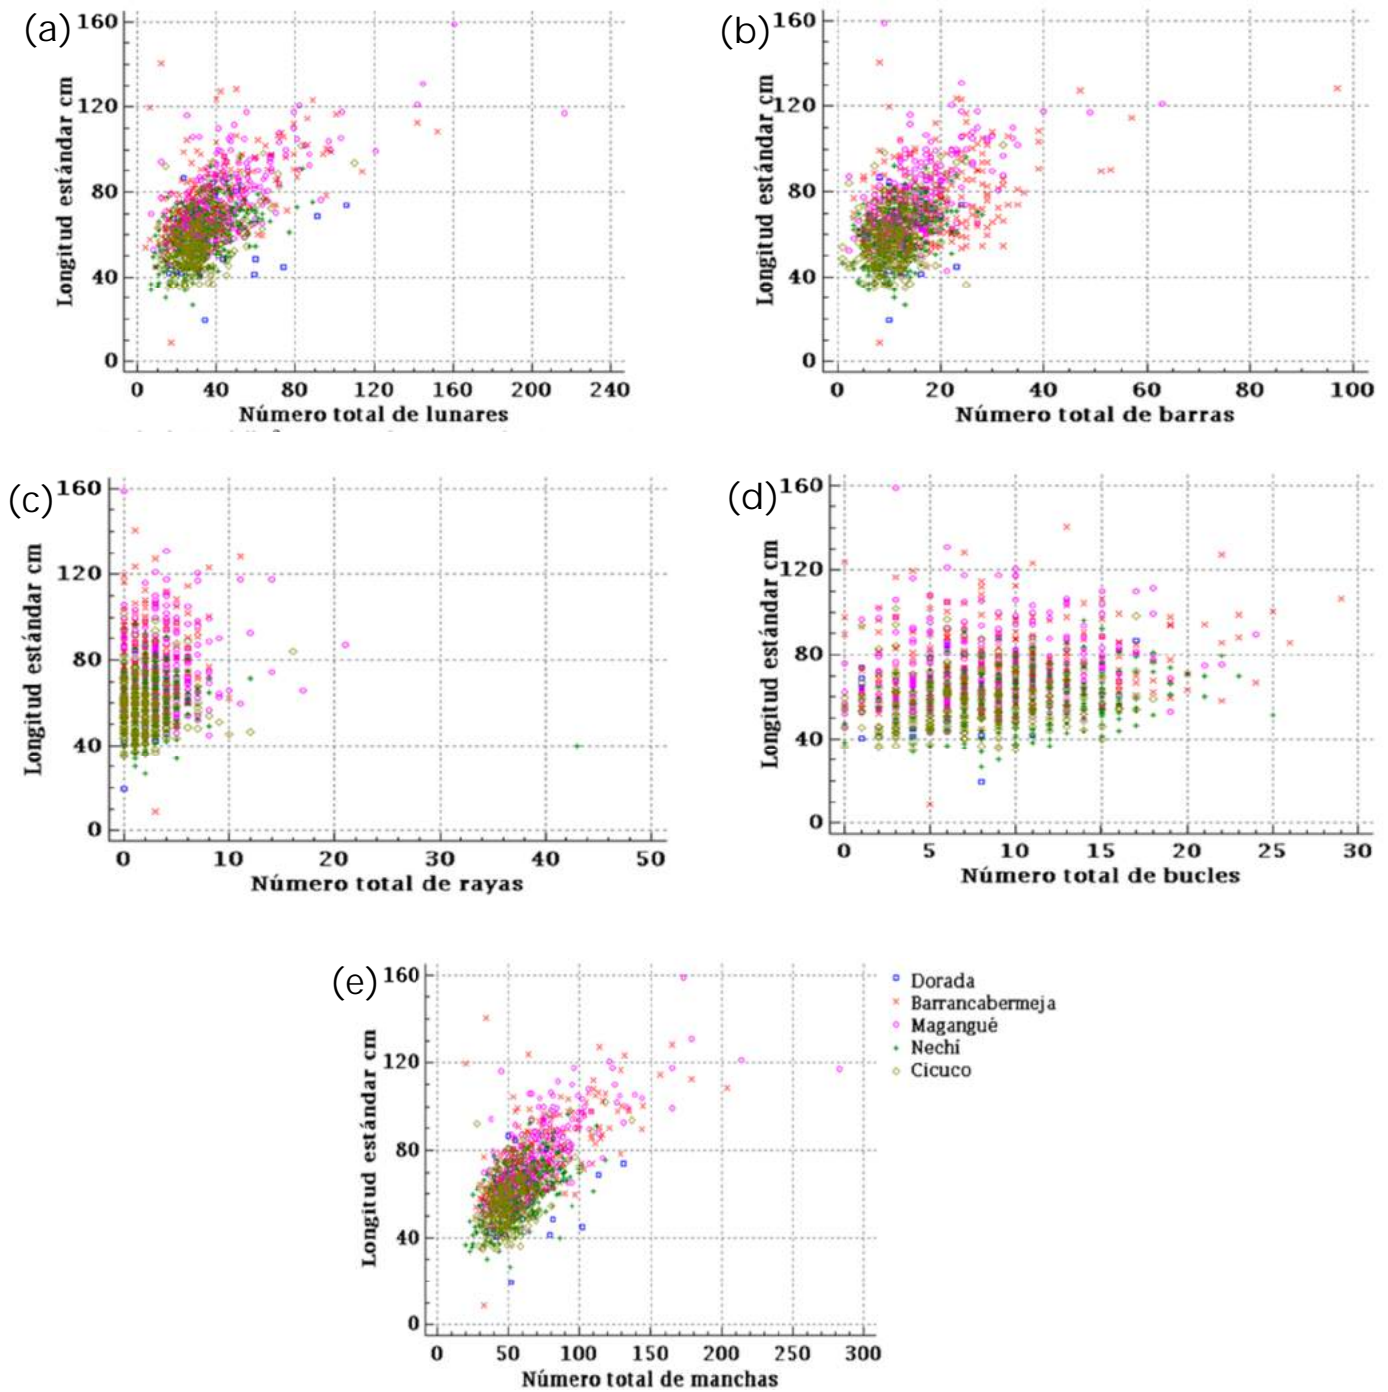 (a)
Longitud estándar cm
160
120
80
40
0
0 40 80 120 160 200 240
Número total de lunares
(b)
Longitud estándar cm
160
120
80
40
0
0 20 40 60 80 100
Número total de barras
(c)
Longitud estándar cm
160
120
80
40
0
0 10 20 30 40 50
Número total de rayas
(d)
Longitud estándar cm
160
120
80
40
0
0 5 10 15 20 25 30
Número total de bucles
(e)
Longitud estándar cm
160
120
80
40
0
0 50 100 150 200 250 300
Número total de manchas
Dorada
Barrancabermeja
Magangué
Nechí
Cicuco